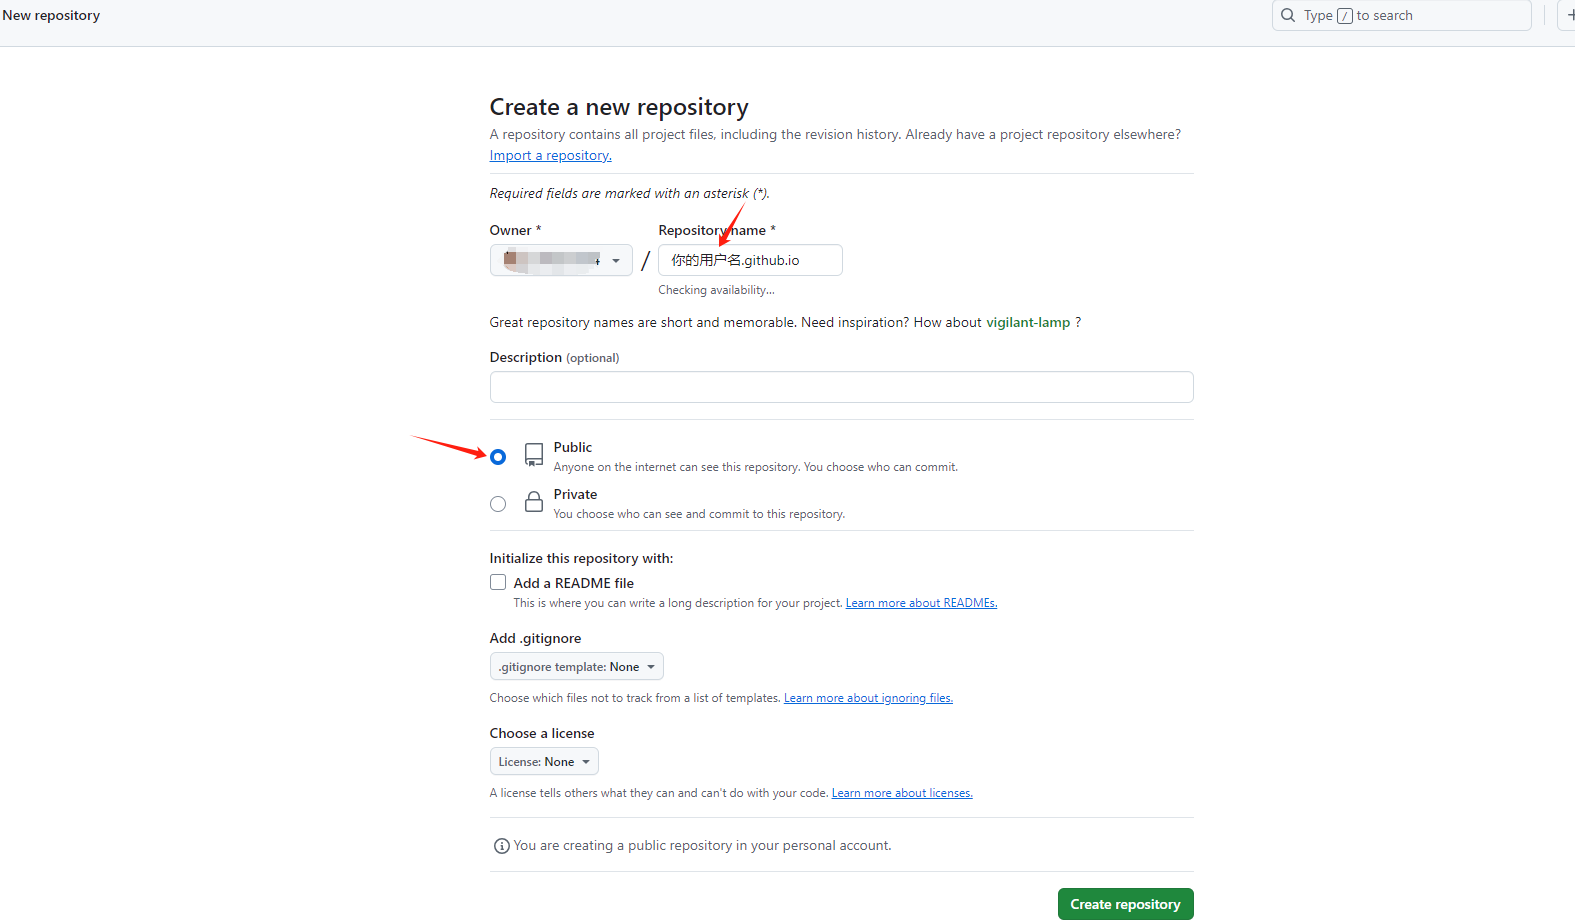 New repository
Type / to search
Create a new repository
A repository contains all project files, including the revision history. Already have a project repository elsewhere?
Import a repository.
Required fields are marked with an asterisk (*).
Owner *
Repository name *
/
你的用户名.github.io
Checking availability...
Great repository names are short and memorable. Need inspiration? How about vigilant-lamp ?
Description (optional)
Public
Anyone on the internet can see this repository. You choose who can commit.
Private
You choose who can see and commit to this repository.
Initialize this repository with:
Add a README file
This is where you can write a long description for your project. Learn more about READMEs.
Add .gitignore
.gitignore template: None
Choose which files not to track from a list of templates. Learn more about ignoring files.
Choose a license
License: None
A license tells others what they can and can't do with your code. Learn more about licenses.
You are creating a public repository in your personal account.
Create repository